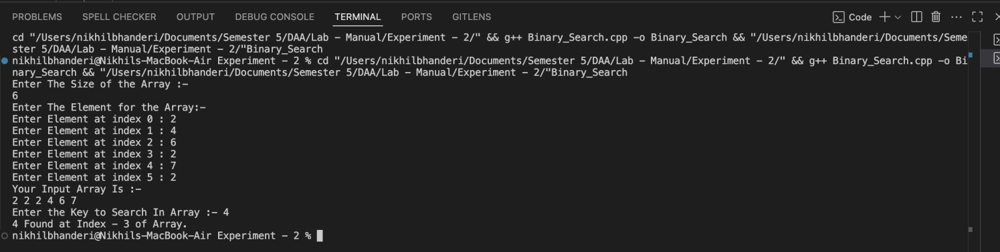 PROBLEMS SPELL CHECKER OUTPUT DEBUG CONSOLE TERMINAL PORTS GITLENS Code
cd "/Users/nikhilbhanderi/Documents/Semester 5/DAA/Lab - Manual/Experiment - 2/" && g++ Binary_Search.cpp -o Binary_Search && "/Users/nikhilbhanderi/Documents/Seme
ster 5/DAA/Lab - Manual/Experiment - 2/"Binary_Search
nikhilbhanderi@Nikhils-MacBook-Air Experiment - 2 % cd "/Users/nikhilbhanderi/Documents/Semester 5/DAA/Lab - Manual/Experiment - 2/" && g++ Binary_Search.cpp -o Bi
nary_Search && "/Users/nikhilbhanderi/Documents/Semester 5/DAA/Lab - Manual/Experiment - 2/"Binary_Search
Enter The Size of the Array :-
6
Enter The Element for the Array:-
Enter Element at index 0 : 2
Enter Element at index 1 : 4
Enter Element at index 2 : 6
Enter Element at index 3 : 2
Enter Element at index 4 : 7
Enter Element at index 5 : 2
Your Input Array Is :-
2 2 2 4 6 7
Enter the Key to Search In Array :- 4
4 Found at Index - 3 of Array.
nikhilbhanderi@Nikhils-MacBook-Air Experiment - 2 %